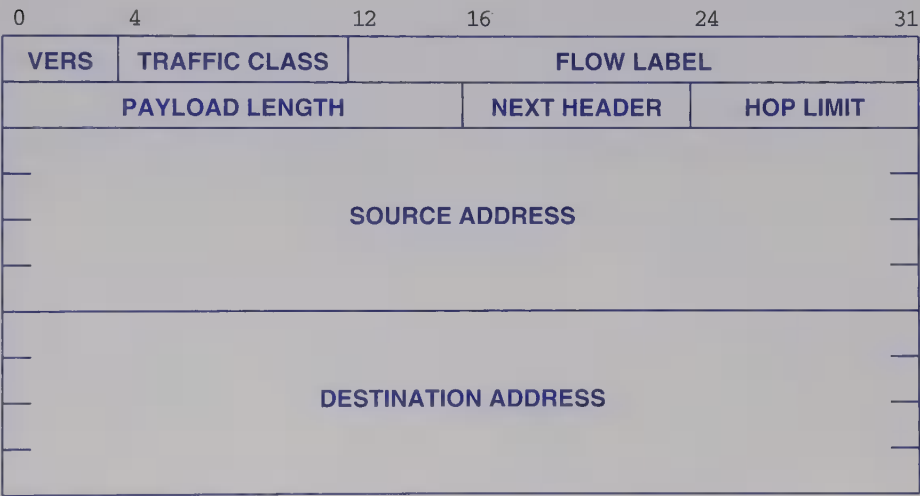 0 4 12 16 24 31
VERS TRAFFIC CLASS FLOW LABEL
PAYLOAD LENGTH NEXT HEADER HOP LIMIT
SOURCE ADDRESS
DESTINATION ADDRESS